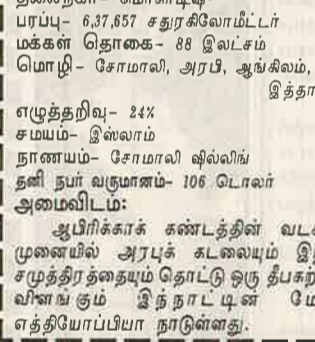 பரப்பு- 6,37,657 சதுரகிலோமீட்டர்
மக்கள் தொகை- 88 இலட்சம்
மொழி- சோமாலி, அரபி, ஆங்கிலம்,
எழுத்தறிவு- 24%
சமயம்- இஸ்லாம்
நாணயம்- சோமாலி ஷில்லிங்
தனி நபர் வருமானம்- 106 டொலர்
அமைவிடம்:
ஆபிரிக்காக் கண்டத்தின்
முனையில் அரபுக் கடலையும்
சமுத்திரத்தையும் தொட்டு ஒரு
விளங்கும் இந்நாட்டின்
எத்தியோப்பியா நாடுள்ளது.